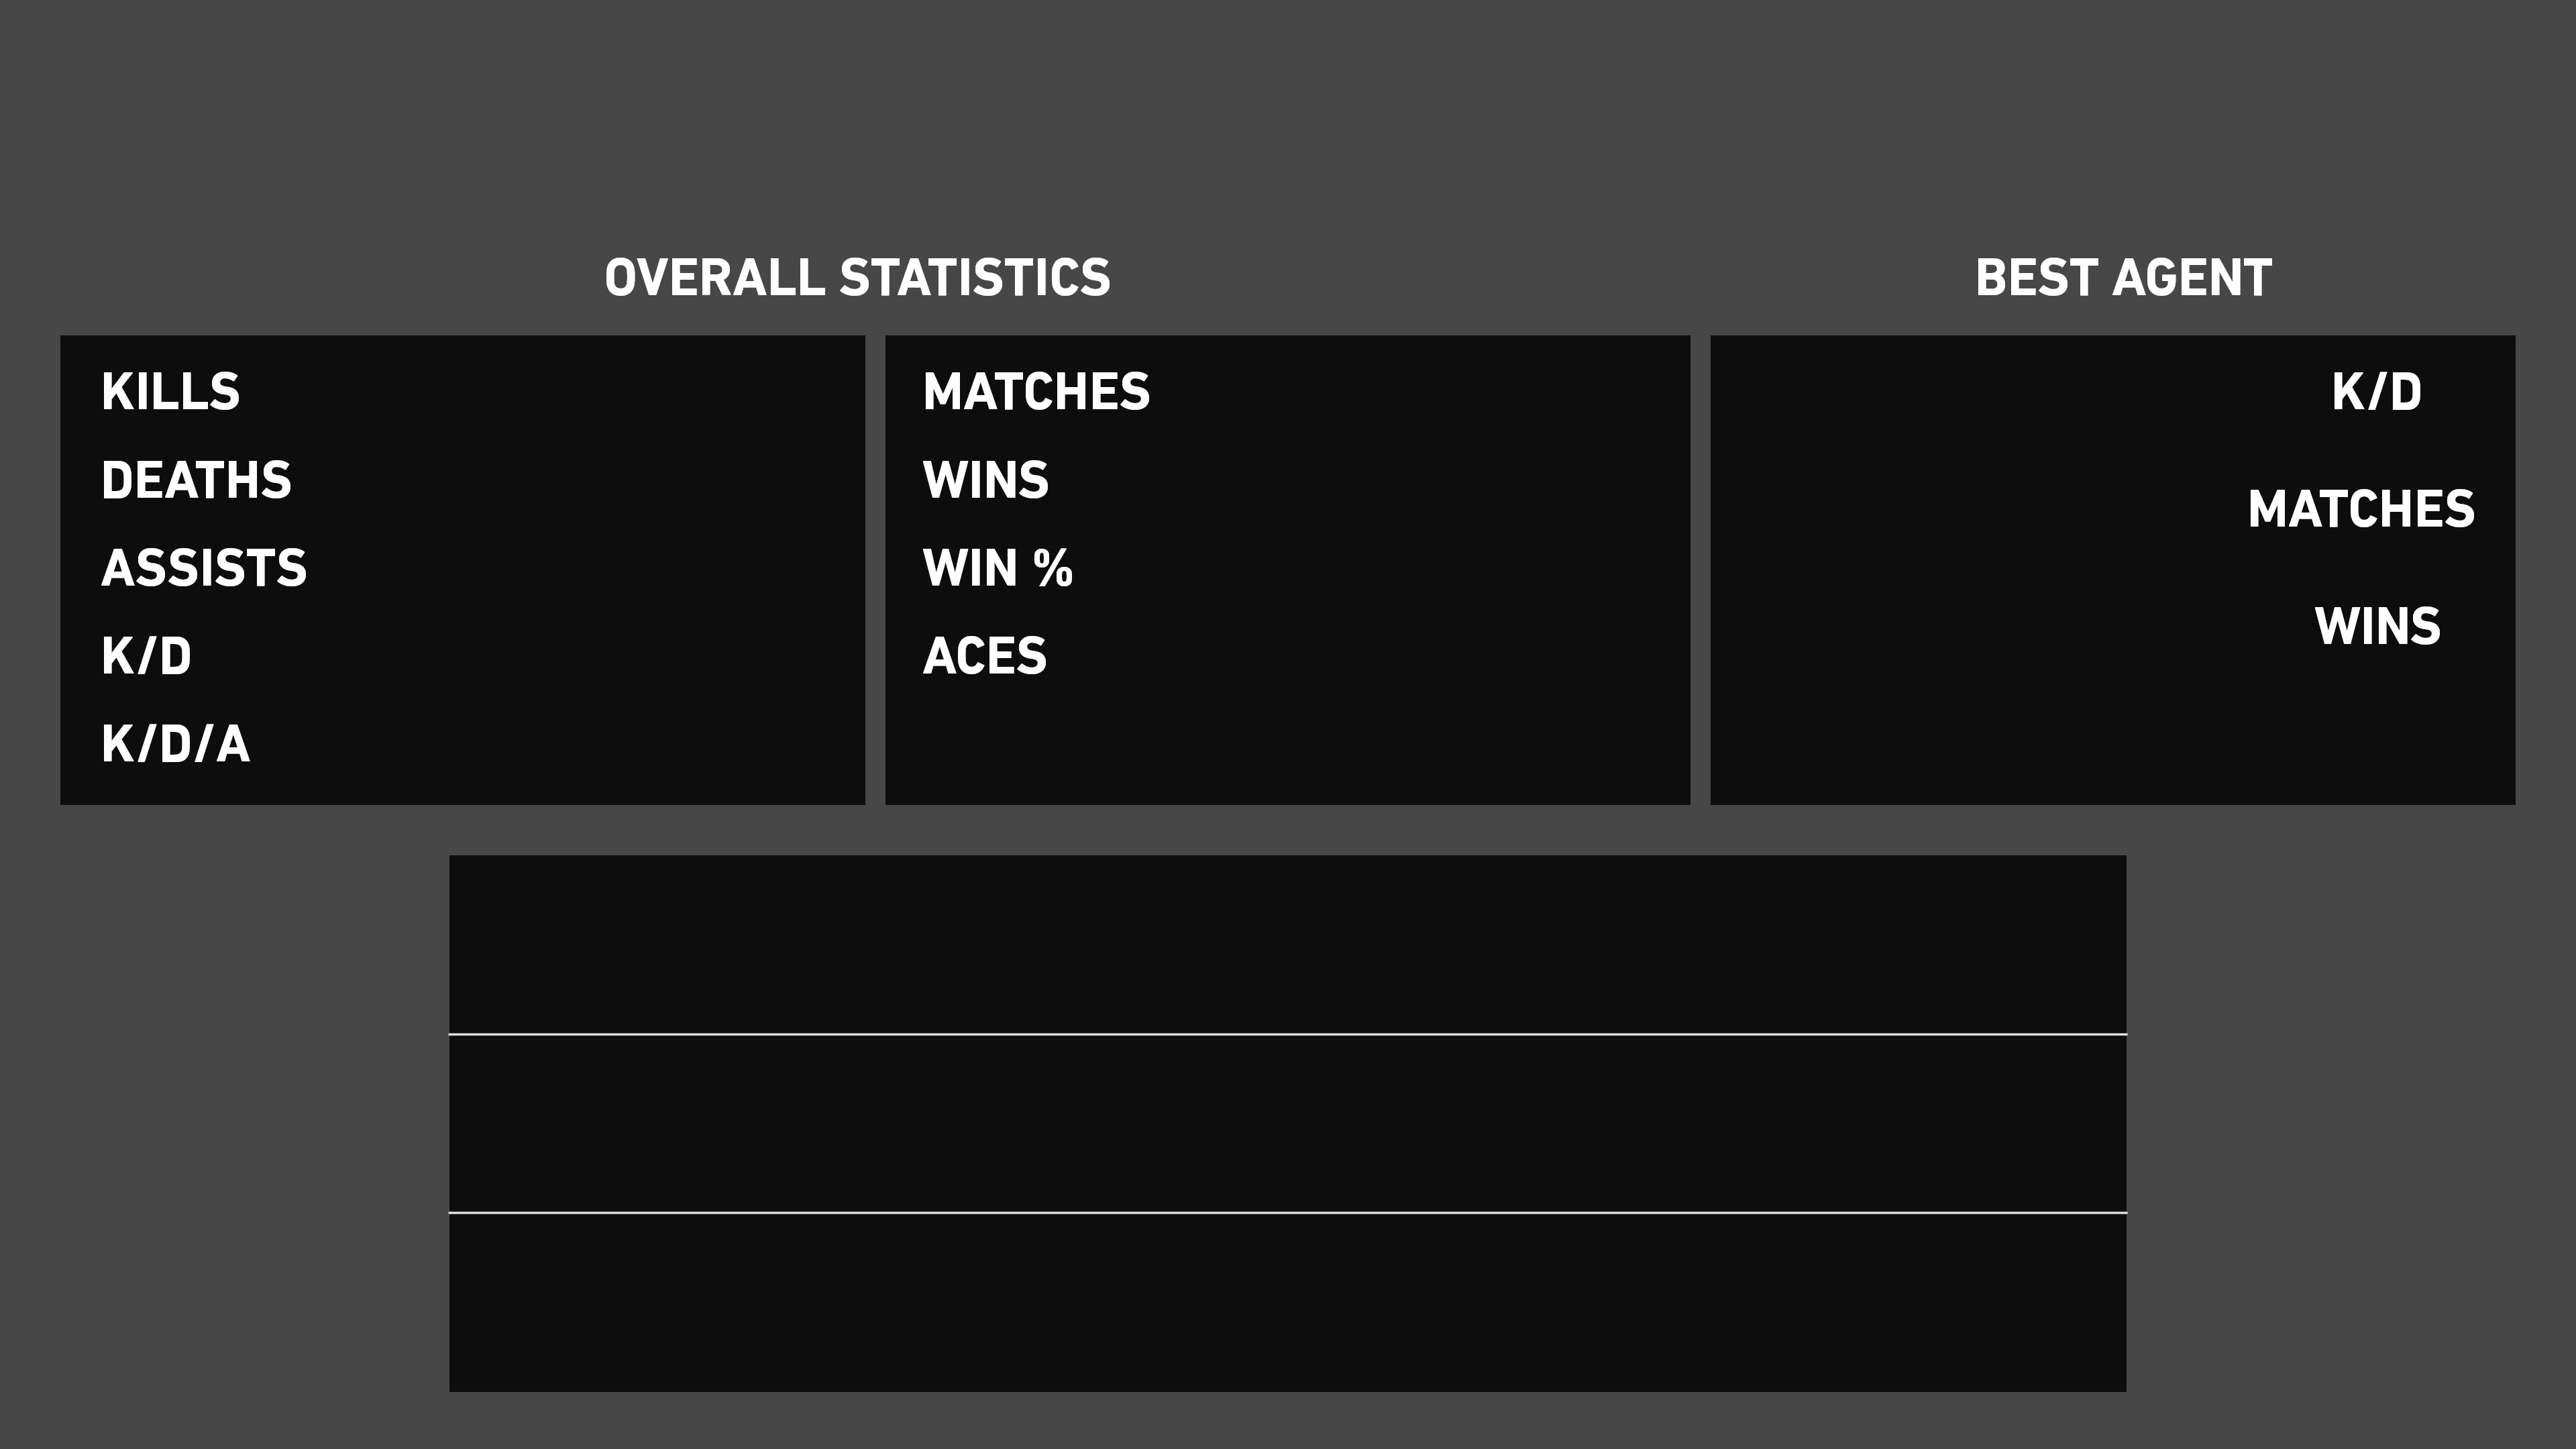 OVERALL STATISTICS
BEST AGENT
KILLS
DEATHS
ASSISTS
K/D
K/D/A
MATCHES
WINS
WIN %
ACES
K/D
MATCHES
WINS